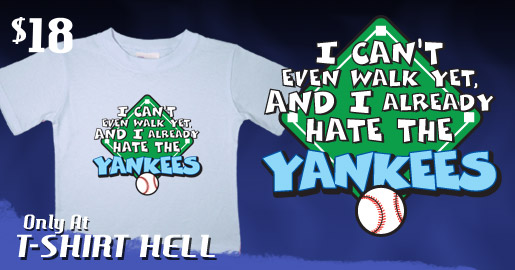 $18
I CAN'T
EVEN WALK YET,
AND I ALREADY
HATE THE
YANKEES
Only At
T-SHIRT HELL
I CAN'T
EVEN WALK YET,
AND I ALREADY
HATE THE
YANKEES